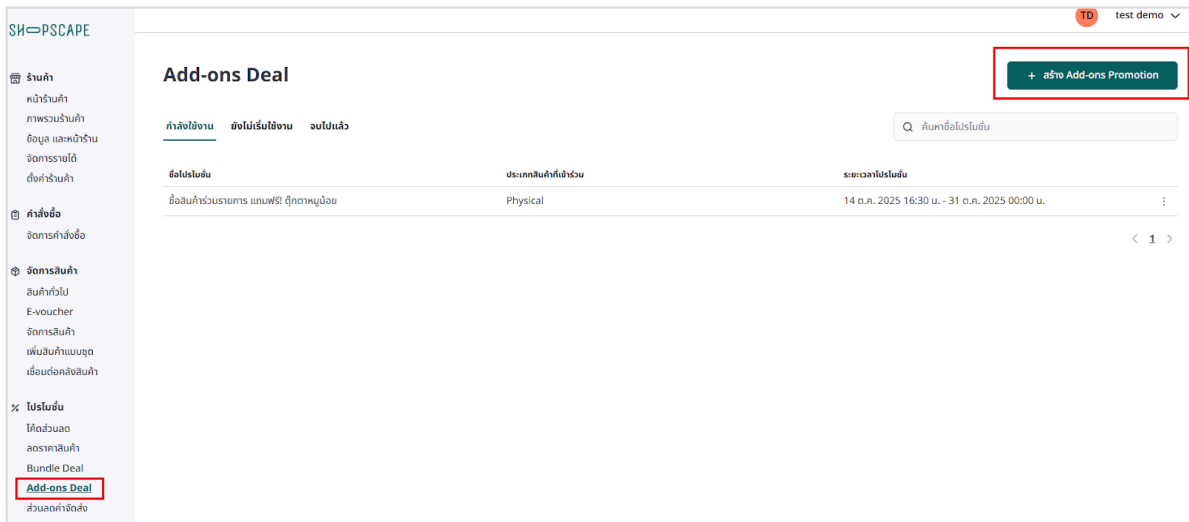 SHOPSCAPE
TD test demo
ร้านค้า
หน้าร้านค้า
ภาพรวมร้านค้า
ข้อมูล และหน้าร้าน
จัดการรายได้
ตั้งค่าร้านค้า
คำสั่งซื้อ
จัดการคำสั่งซื้อ
จัดการสินค้า
สินค้าทั่วไป
E-voucher
จัดการสินค้า
เพิ่มสินค้าแบบชุด
เชื่อมต่อคลังสินค้า
โปรโมชั่น
โค้ดส่วนลด
ลดราคาสินค้า
Bundle Deal
Add-ons Deal
ส่วนลดค่าจัดส่ง
Add-ons Deal
+ สร้าง Add-ons Promotion
กำลังใช้งาน ยังไม่เริ่มใช้งาน จบไปแล้ว
ค้นหาชื่อโปรโมชั่น
ชื่อโปรโมชั่น ประเภทสินค้าที่เข้าร่วม ระยะเวลาโปรโมชั่น
ซื้อสินค้าร่วมรายการ แถมฟรี! ตุ๊กตาหมูน้อย Physical 14 ต.ค. 2025 16:30 น. - 31 ต.ค. 2025 00:00 น.
< 1 >